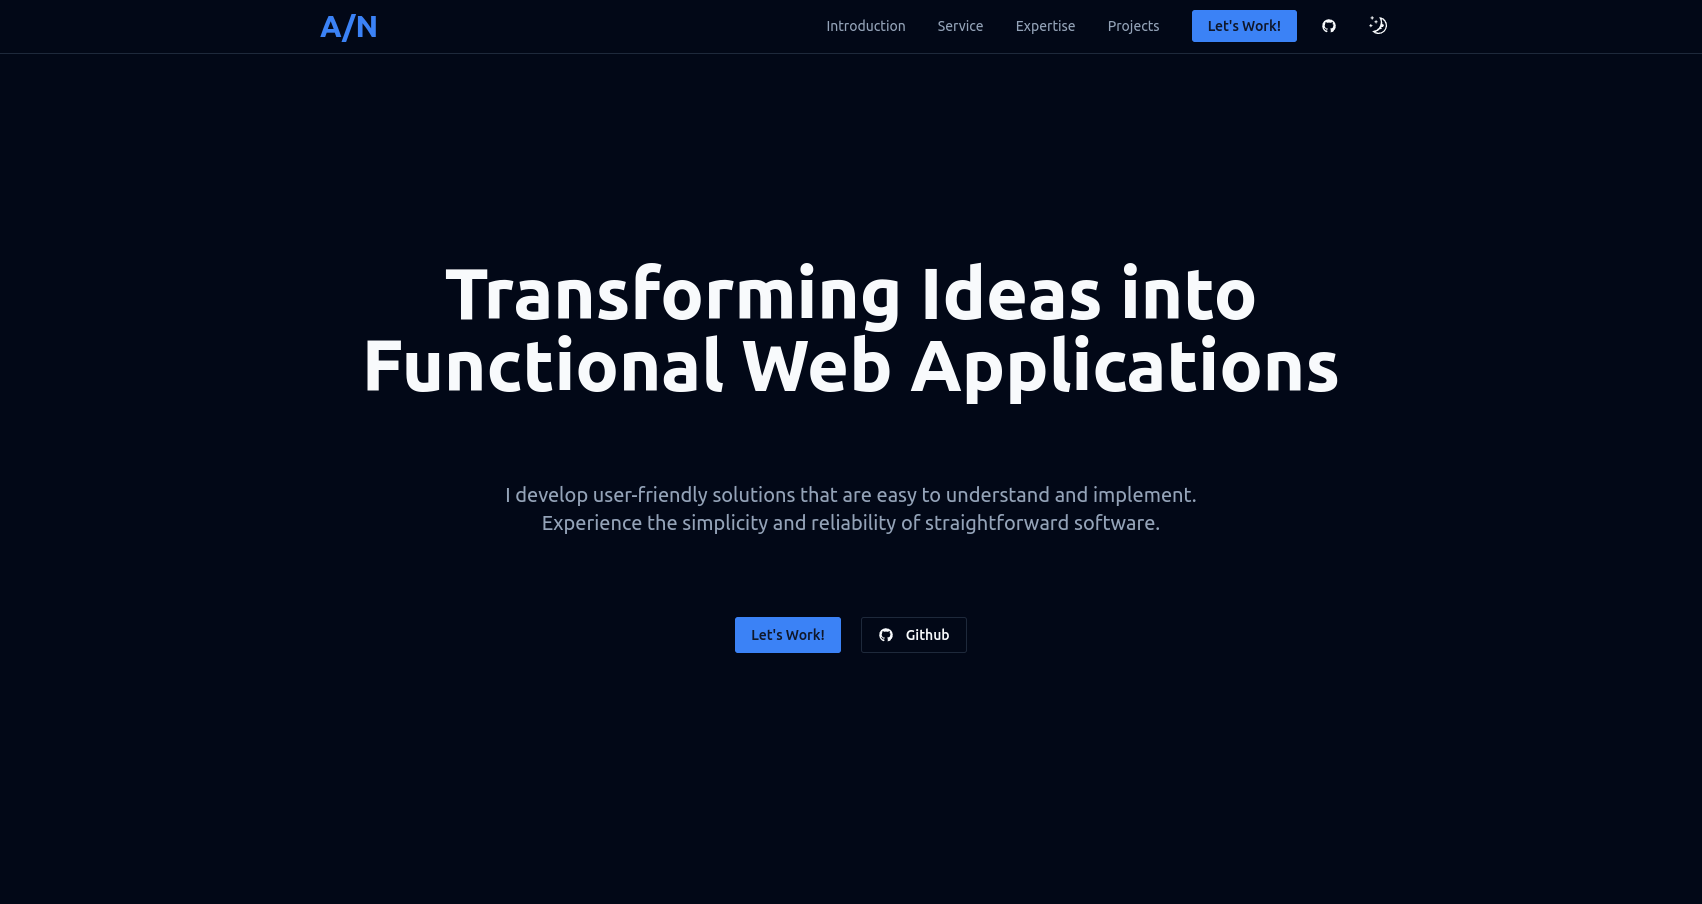 A/N
Introduction
Service
Expertise
Projects
Let's Work!
Transforming Ideas into
Functional Web Applications
I develop user-friendly solutions that are easy to understand and implement.
Experience the simplicity and reliability of straightforward software.
Let's Work!
Github